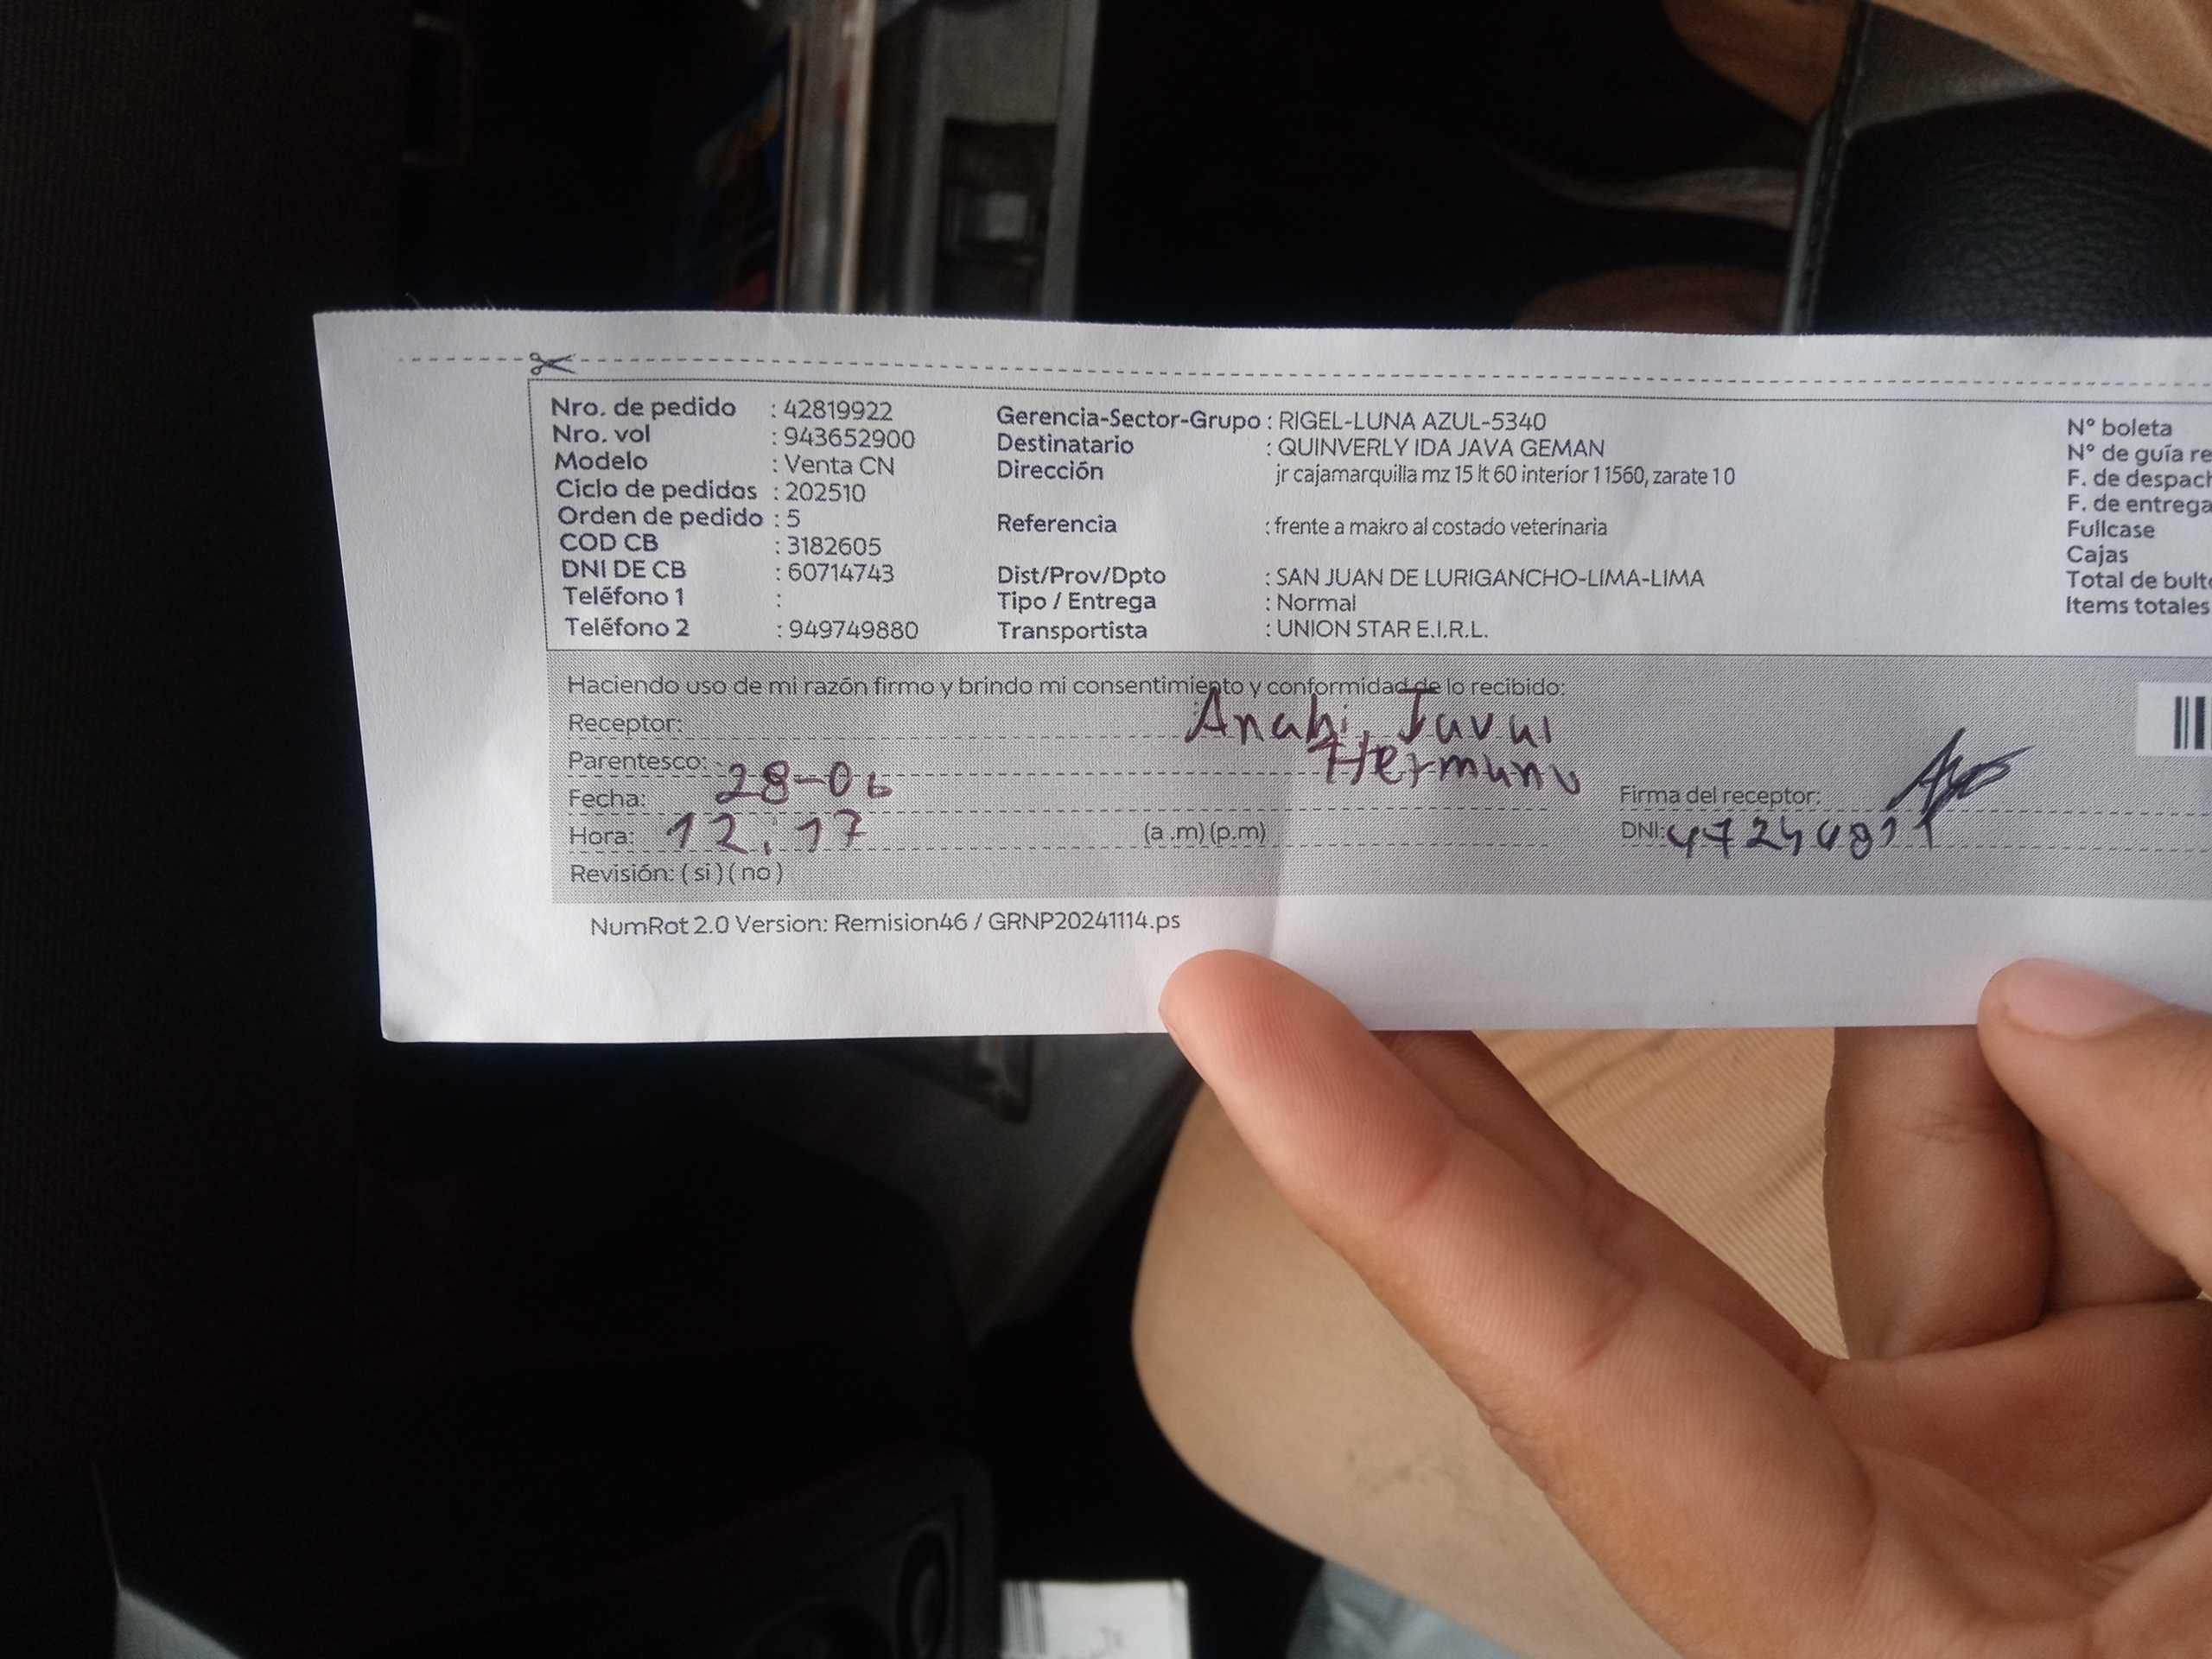 Nro. de pedido : 42819922
Nro. vol : 943652900
Modelo : Venta CN
Ciclo de pedidos : 202510
Orden de pedido : 5
COD CB : 3182605
DNI DE CB : 60714743
Teléfono 1 :
Teléfono 2 : 949749880
Gerencia-Sector-Grupo : RIGEL-LUNA AZUL-5340
Destinatario : QUINVERLY IDA JAVA GEMAN
Dirección jr cajamarquilla mz 15 lt 60 interior 11560, zarate 10
Referencia : frente a makro al costado veterinaria
Dist/Prov/Dpto : SAN JUAN DE LURIGANCHO-LIMA-LIMA
Tipo / Entrega : Normal
Transportista : UNION STAR E.I.R.L.
N° boleta
N° de guía re
F. de despach
F. de entrega
Fullcase
Cajas
Total de bult
Items totales
Haciendo uso de mi razón firmo y brindo mi consentimiento y conformidad de lo recibido:
Receptor: Anahi
Parentesco: Hermana
Fecha: 28-06
Hora: 12:17 (a .m) (p.m)
Revisión: ( si ) ( no )
Firma del receptor:
DNI:
NumRot 2.0 Version: Remision46 / GRNP20241114.ps